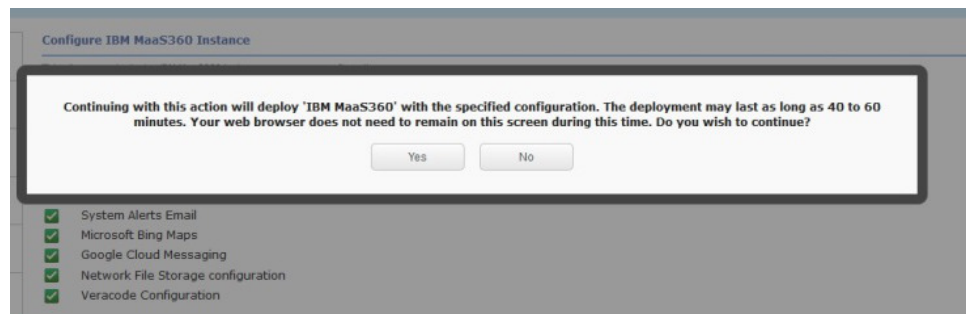 Configure IBM MaaS360 Instance
Continuing with this action will deploy 'IBM MaaS360' with the specified configuration. The deployment may last as long as 40 to 60
minutes. Your web browser does not need to remain on this screen during this time. Do you wish to continue?
Yes No
System Alerts Email
Microsoft Bing Maps
Google Cloud Messaging
Network File Storage configuration
Veracode Configuration